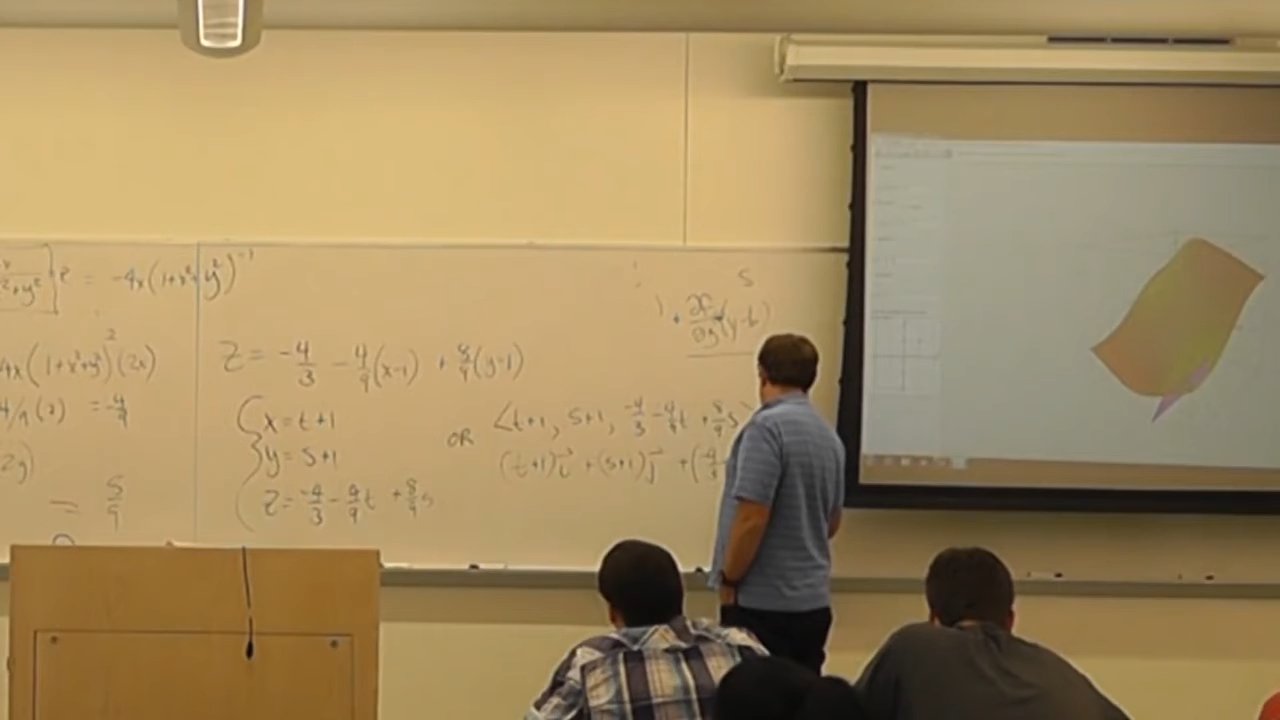 x²+y² ] z = -4x(1+x²+y²)⁻¹
4x(1+x²+y²)²(2x)
4/9(2) = -4/9
2y)
= 8/9
z = -4/3 - 4/9(x-1) + 8/9(y-1)
{ x = t+1
y = s+1
z = -4/3 - 4/9t + 8/9s
OR
<t+1, s+1, -4/3 - 4/9t + 8/9s>
(t+1)i⃗ + (s+1)j⃗ + (-4/3
s
) + ∂f/∂y(y-b)